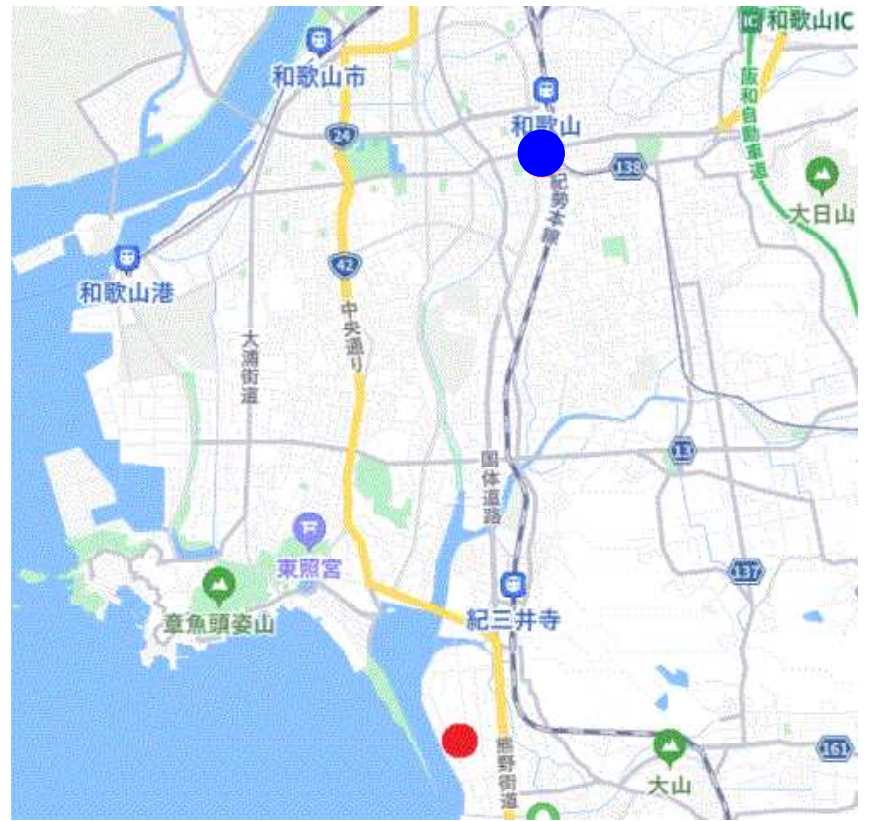 IC 和歌山IC
和歌山市
和歌山
24
阪和自動車道
138
紀勢本線
大日山
42
和歌山港
中央通り
大浦街道
13
国体道路
東照宮
137
章魚頭姿山
紀三井寺
熊野街道
161
大山